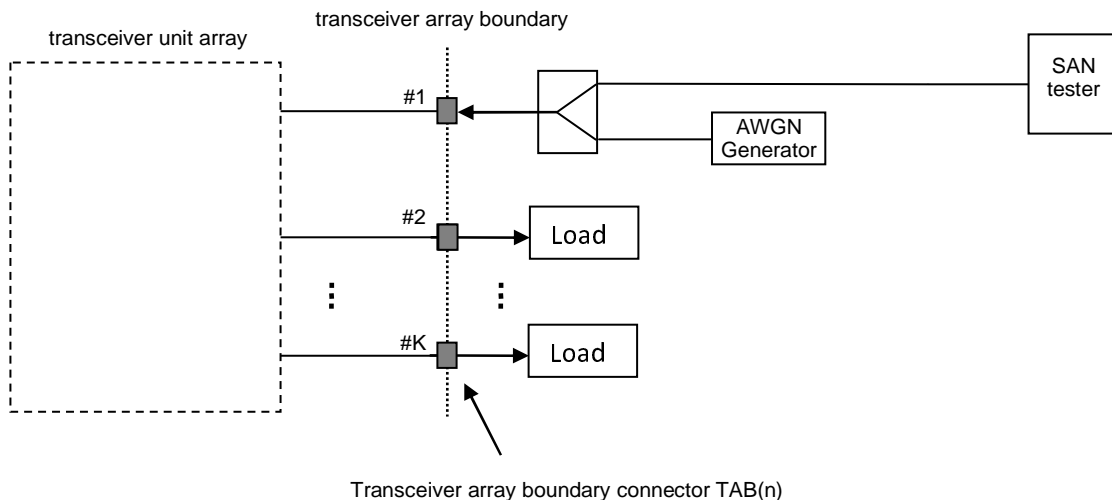 transceiver array boundary
transceiver unit array
SAN
tester
#1
AWGN
Generator
#2
Load
#K
Load
Transceiver array boundary connector TAB(n)